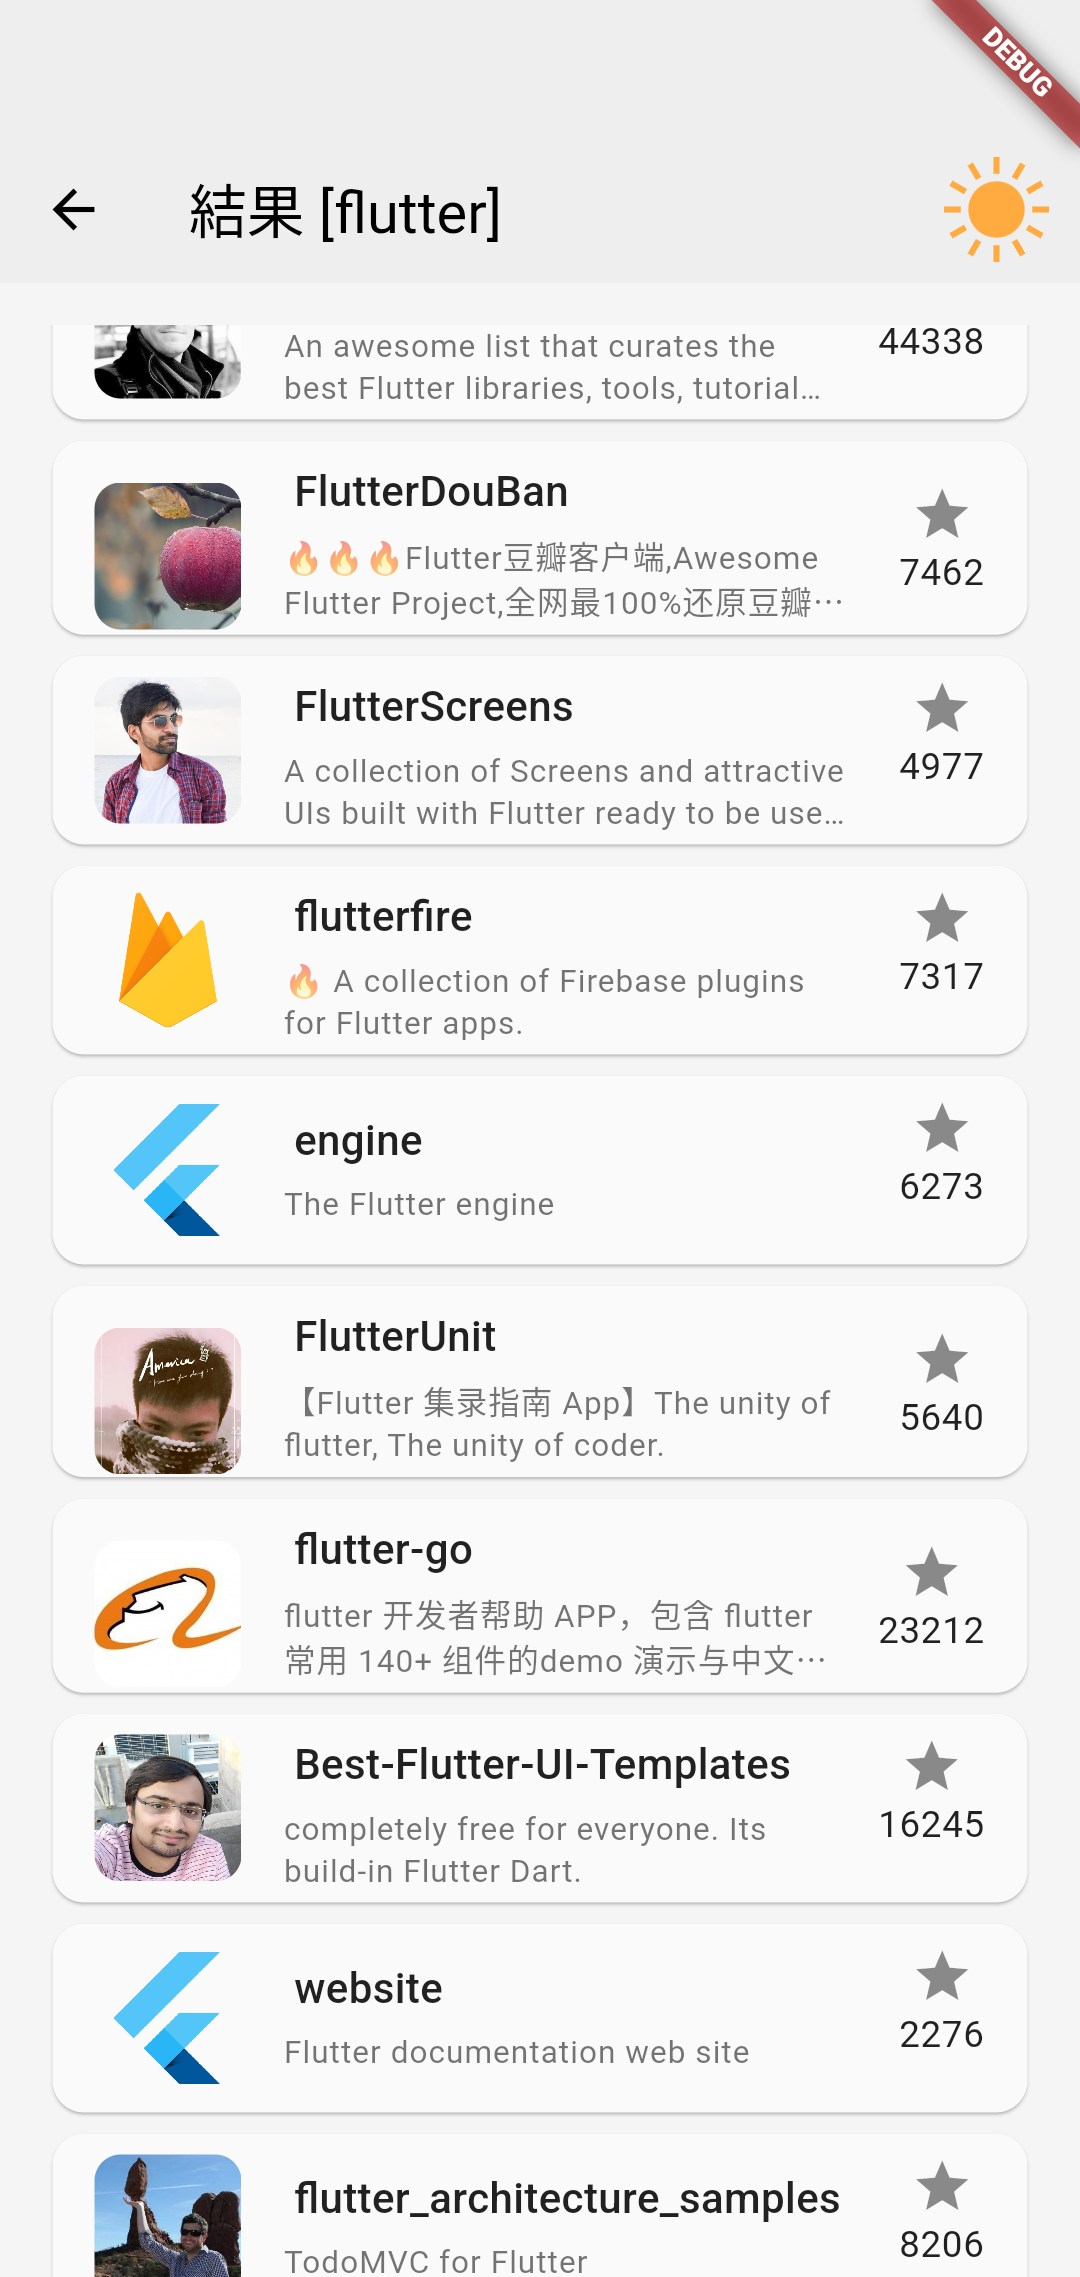 DEBUG
結果 [flutter]
An awesome list that curates the
best Flutter libraries, tools, tutorial…
44338
FlutterDouBan
🔥🔥🔥Flutter豆瓣客户端,Awesome
Flutter Project,全网最100%还原豆瓣…
7462
FlutterScreens
A collection of Screens and attractive
UIs built with Flutter ready to be use…
4977
flutterfire
🔥 A collection of Firebase plugins
for Flutter apps.
7317
engine
The Flutter engine
6273
America
FlutterUnit
【Flutter 集录指南 App】The unity of
flutter, The unity of coder.
5640
flutter-go
flutter 开发者帮助 APP，包含 flutter
常用 140+ 组件的demo 演示与中文…
23212
Best-Flutter-UI-Templates
completely free for everyone. Its
build-in Flutter Dart.
16245
website
Flutter documentation web site
2276
flutter_architecture_samples
TodoMVC for Flutter
8206